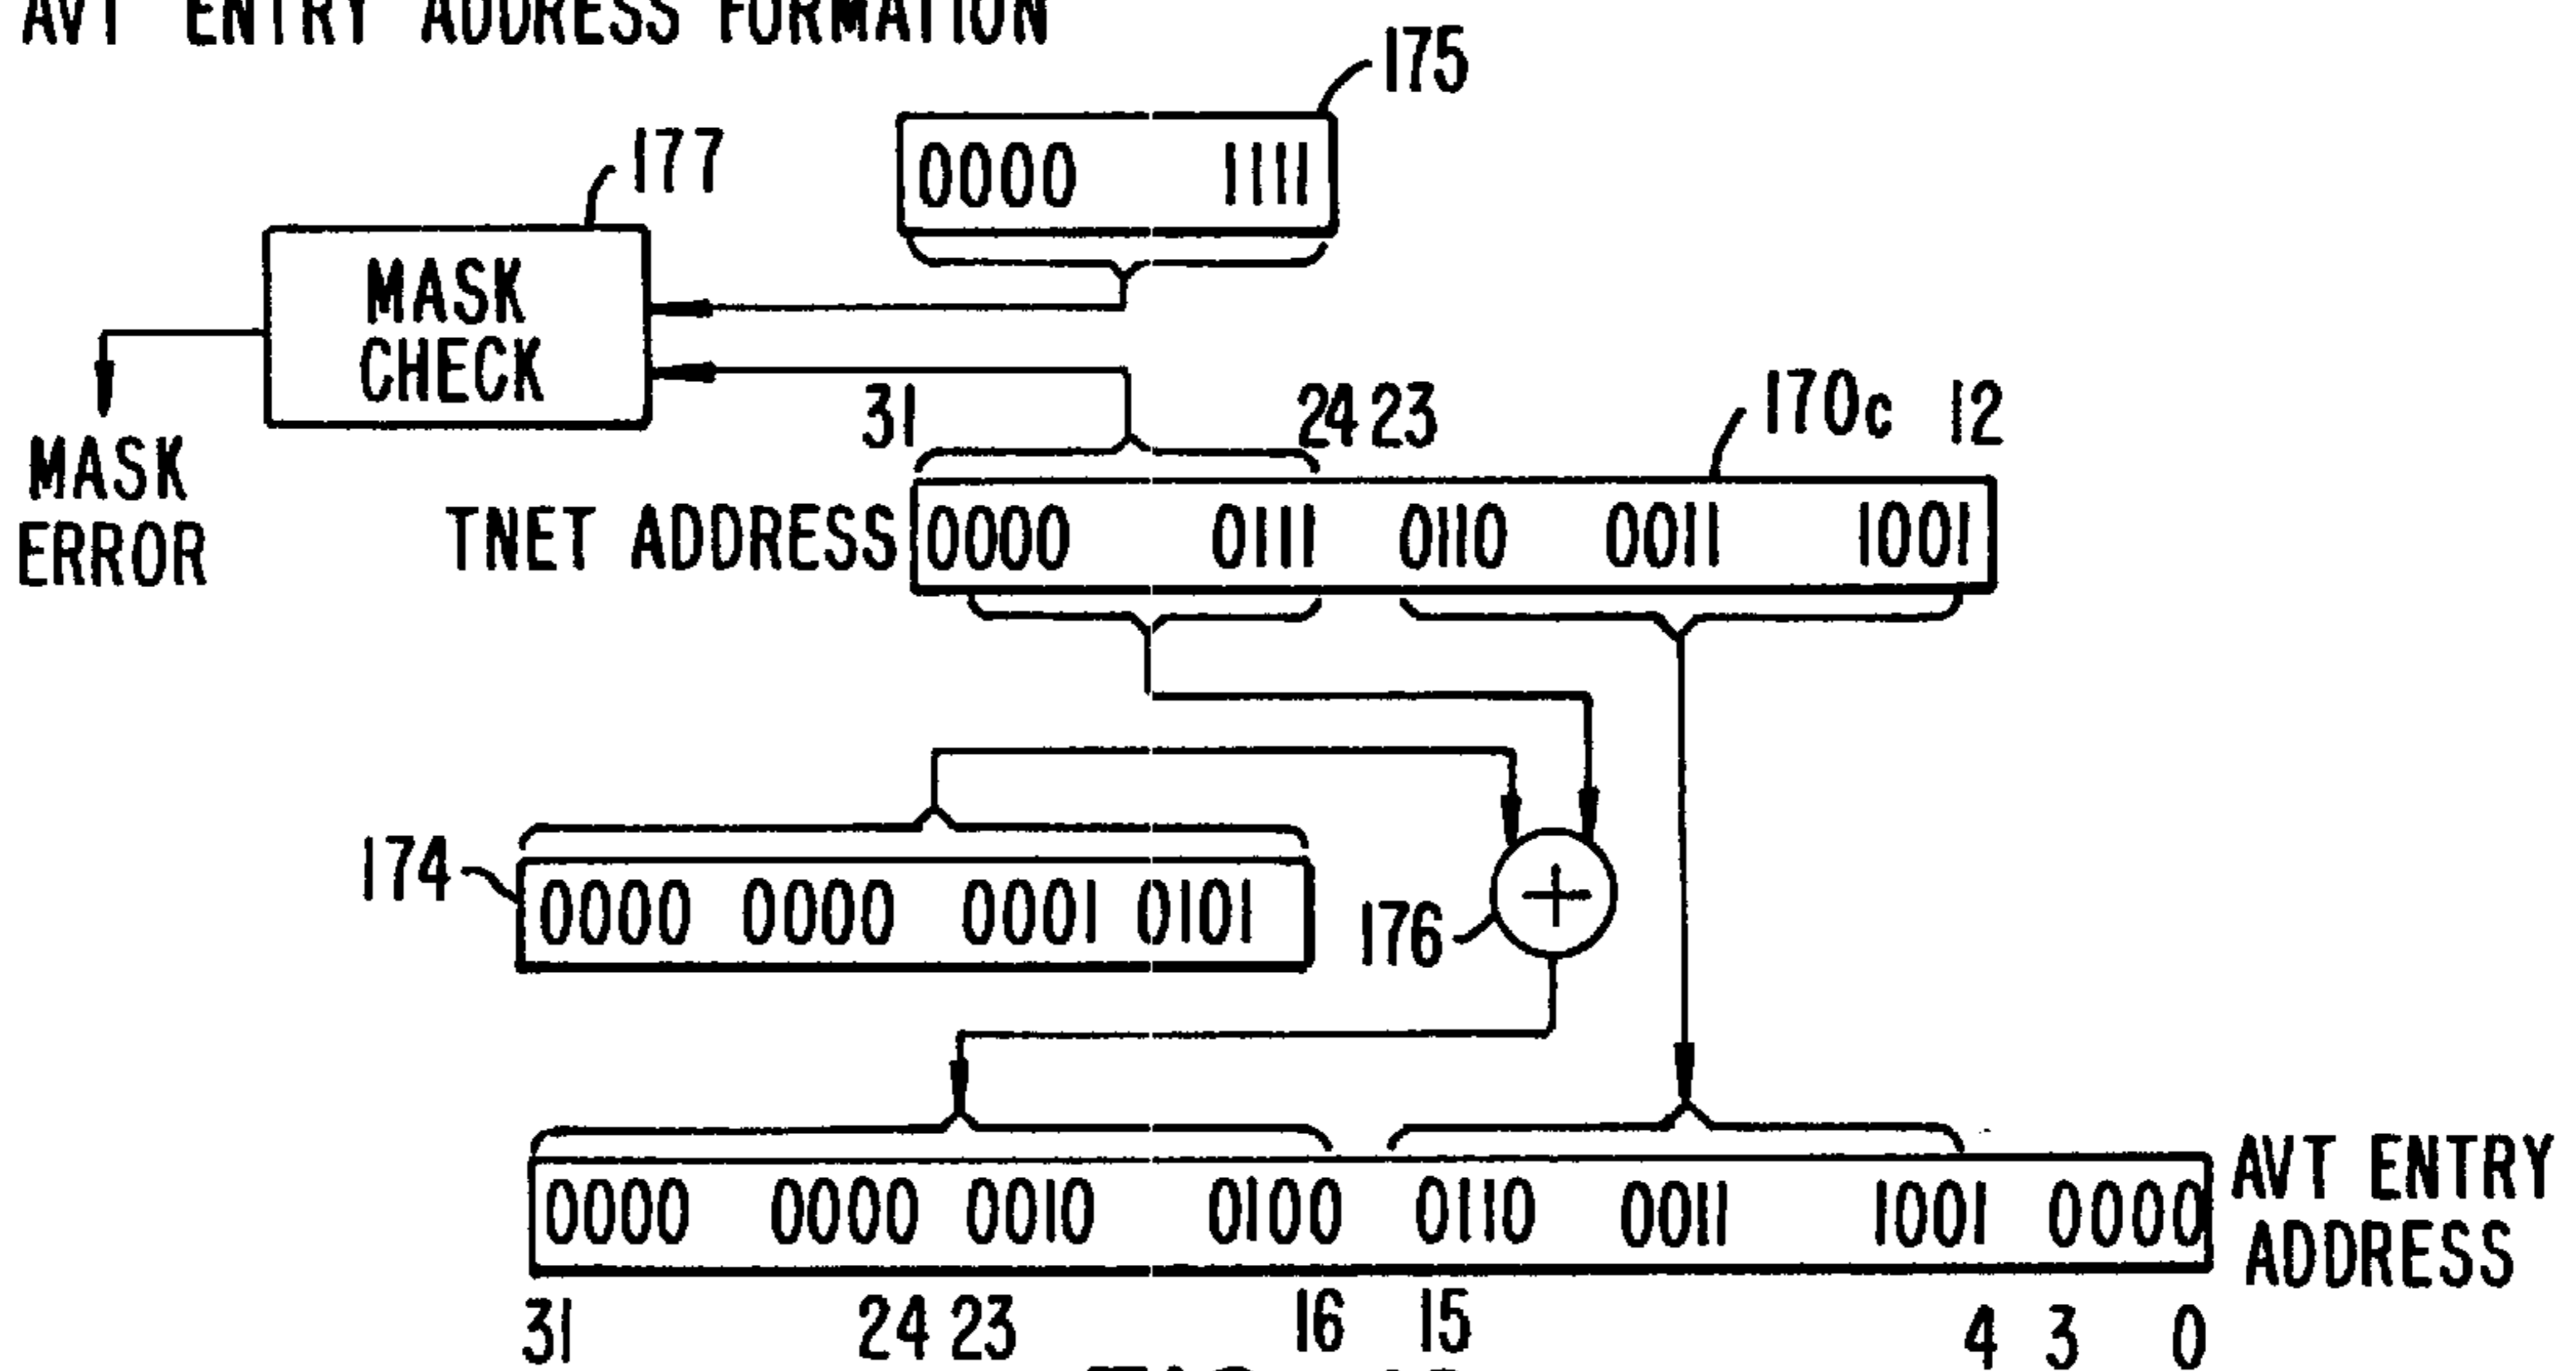 AVT ENTRY ADDRESS FORMATION
175
0000 1111
177
MASK
CHECK
MASK
ERROR
31 24 23 170c 12
TNET ADDRESS 0000 0111 0110 0011 1001
174
0000 0000 0001 0101
176
+
0000 0000 0010 0100 0110 0011 1001 0000
AVT ENTRY
ADDRESS
31 24 23 16 15 4 3 0